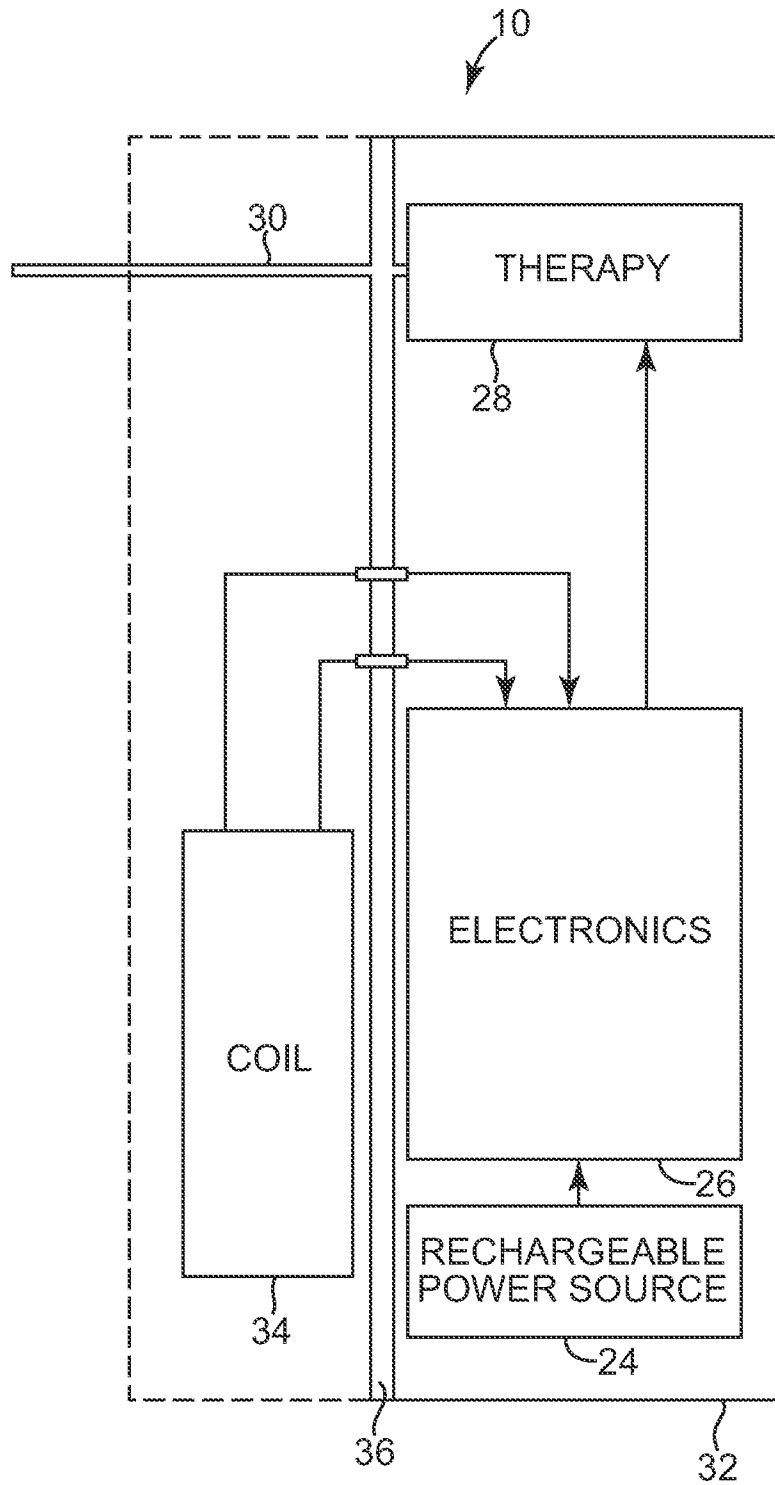 10
30
THERAPY
28
ELECTRONICS
COIL
26
RECHARGEABLE
POWER SOURCE
34
24
36
32